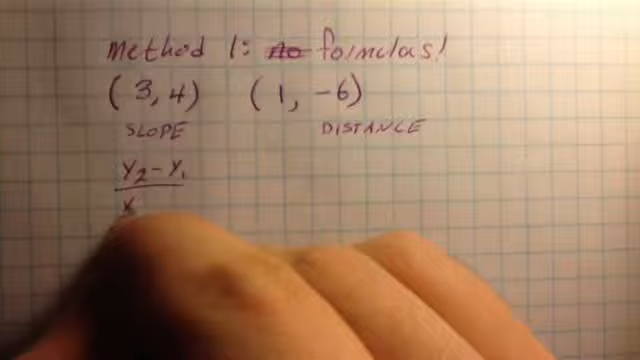 method 1: no formulas!
(3, 4) (1, -6)
SLOPE DISTANCE
Y₂ - Y₁
X